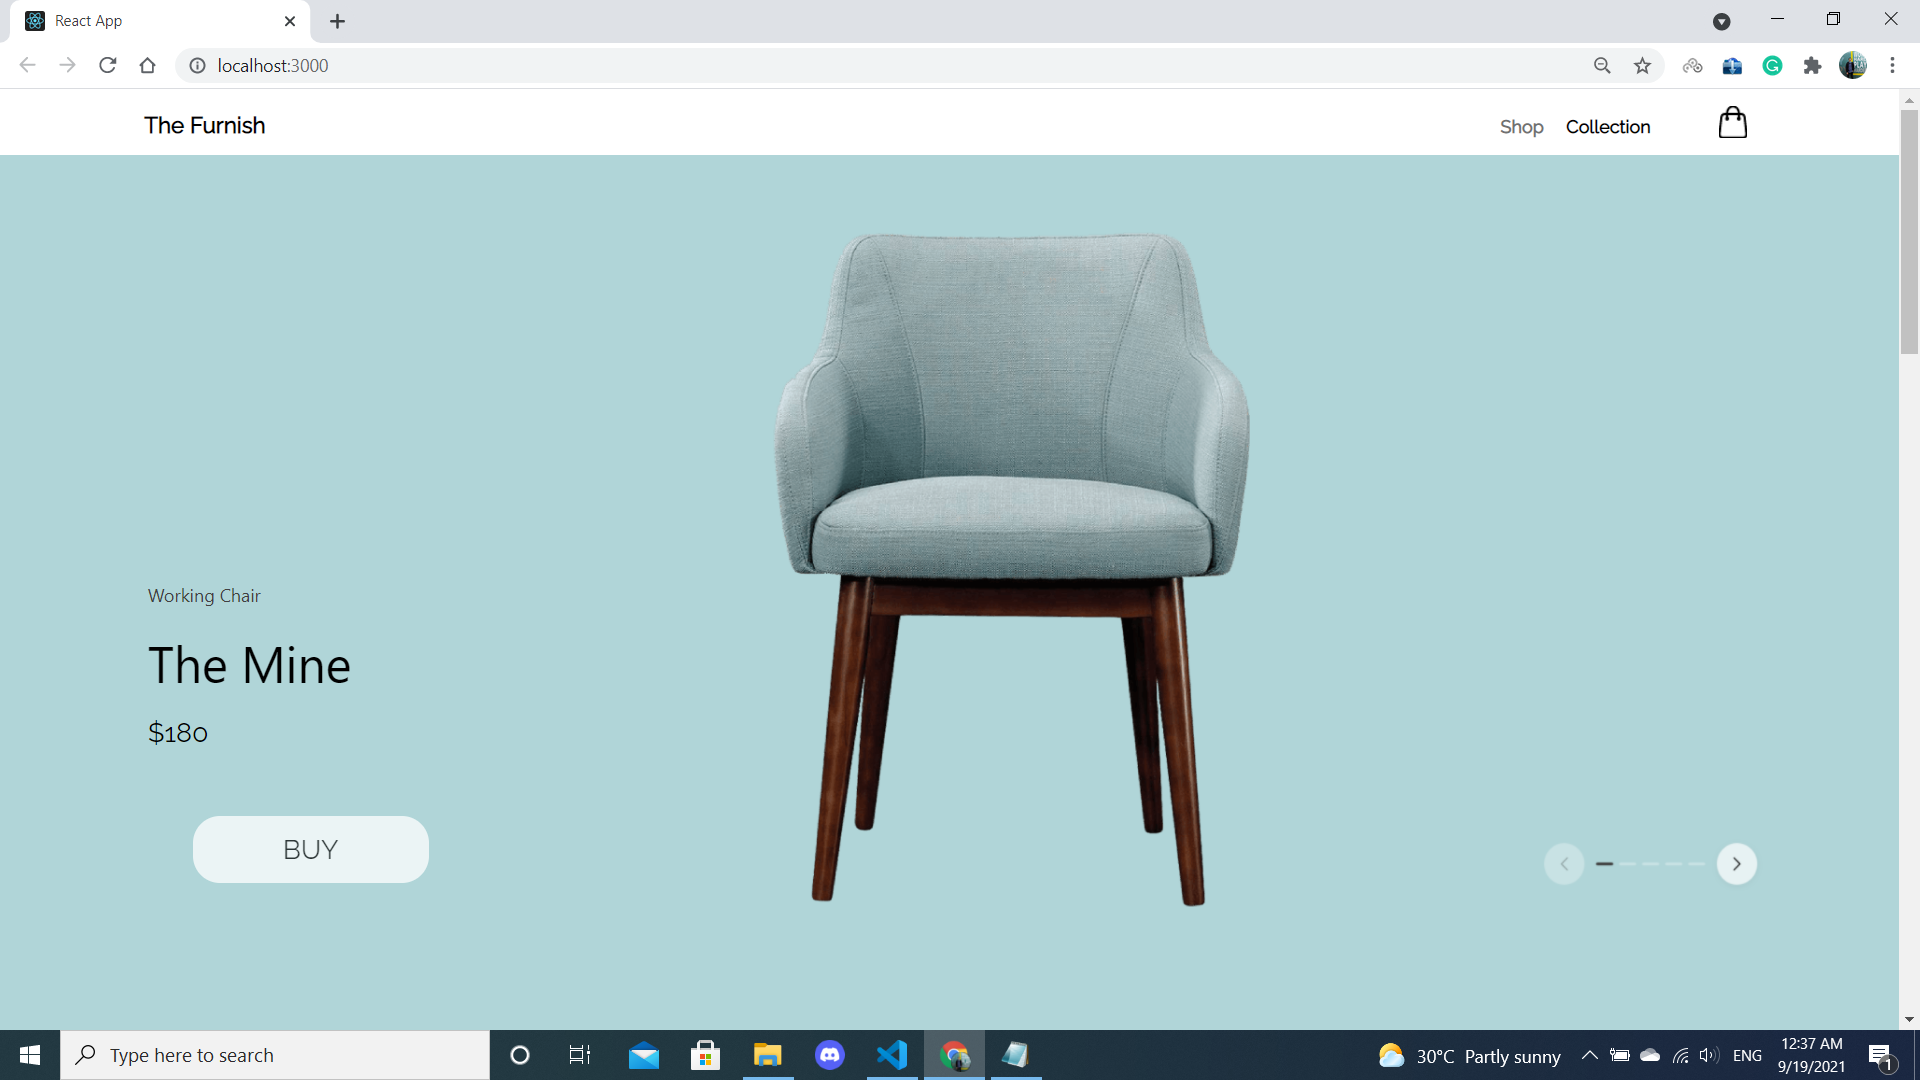 React App
localhost:3000
The Furnish
Shop Collection
Working Chair
The Mine
$180
BUY
Type here to search
30°C Partly sunny
ENG
12:37 AM
9/19/2021
1